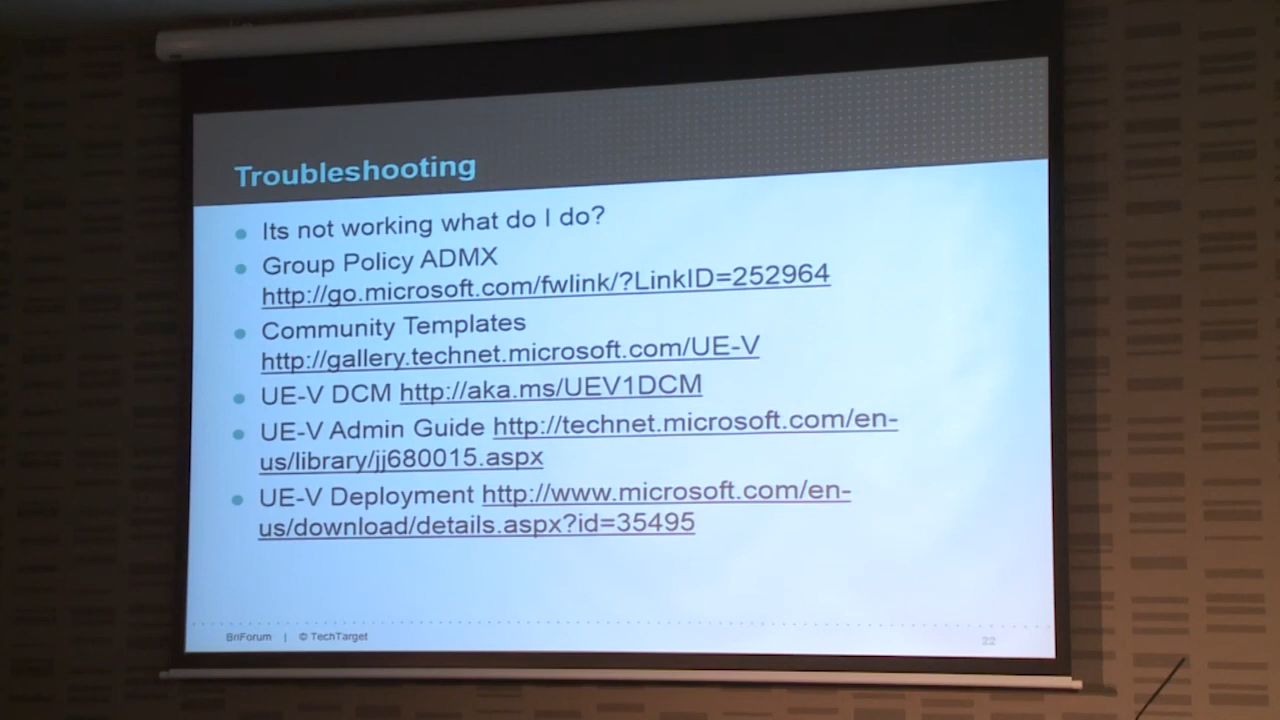 Troubleshooting
Its not working what do I do?
Group Policy ADMX
http://go.microsoft.com/fwlink/?LinkID=252964
Community Templates
http://gallery.technet.microsoft.com/UE-V
UE-V DCM http://aka.ms/UEV1DCM
UE-V Admin Guide http://technet.microsoft.com/en-
us/library/jj680015.aspx
UE-V Deployment http://www.microsoft.com/en-
us/download/details.aspx?id=35495
BriForum | © TechTarget
22